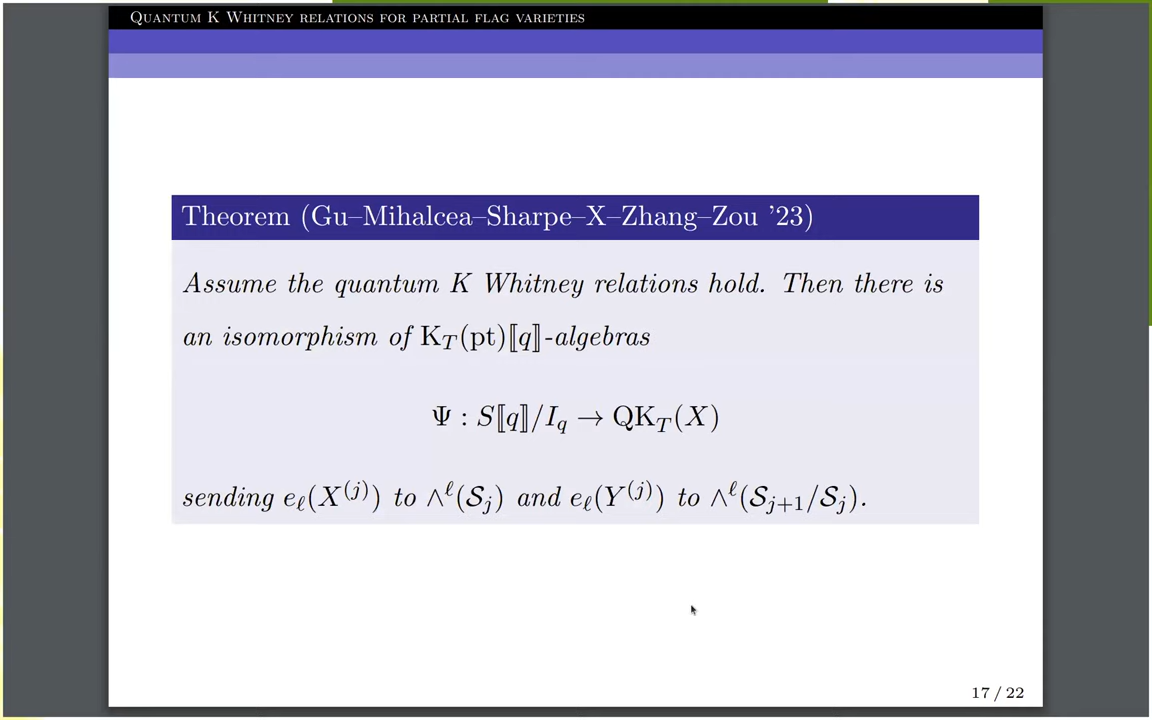 Quantum K Whitney relations for partial flag varieties
Theorem (Gu–Mihalcea–Sharpe–X–Zhang–Zou '23)
Assume the quantum K Whitney relations hold. Then there is
an isomorphism of K_T(pt)⟦q⟧-algebras
Ψ : S⟦q⟧/I_q → QK_T(X)
sending e_ℓ(X^(j)) to ∧^ℓ(𝒮_j) and e_ℓ(Y^(j)) to ∧^ℓ(𝒮_{j+1}/𝒮_j).
17 / 22